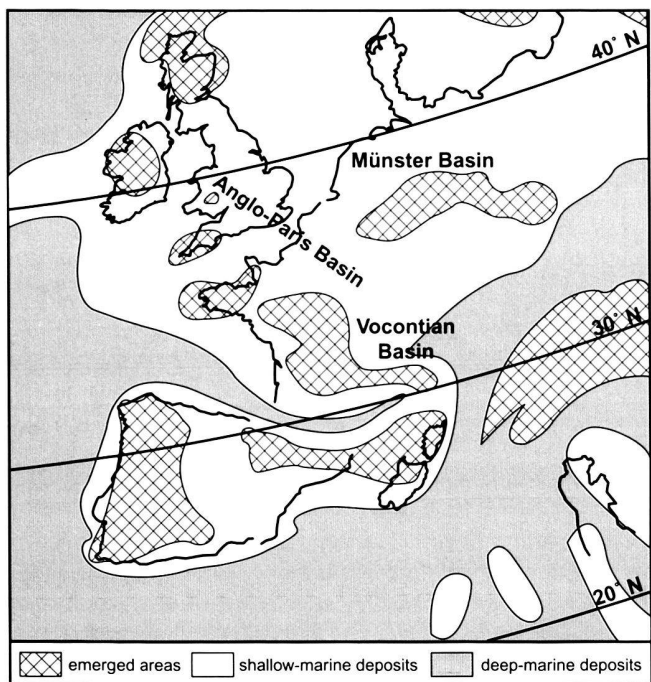 40° N
Münster Basin
Anglo-Paris Basin
Vocontian
Basin
30° N
20° N
emerged areas
shallow-marine deposits
deep-marine deposits